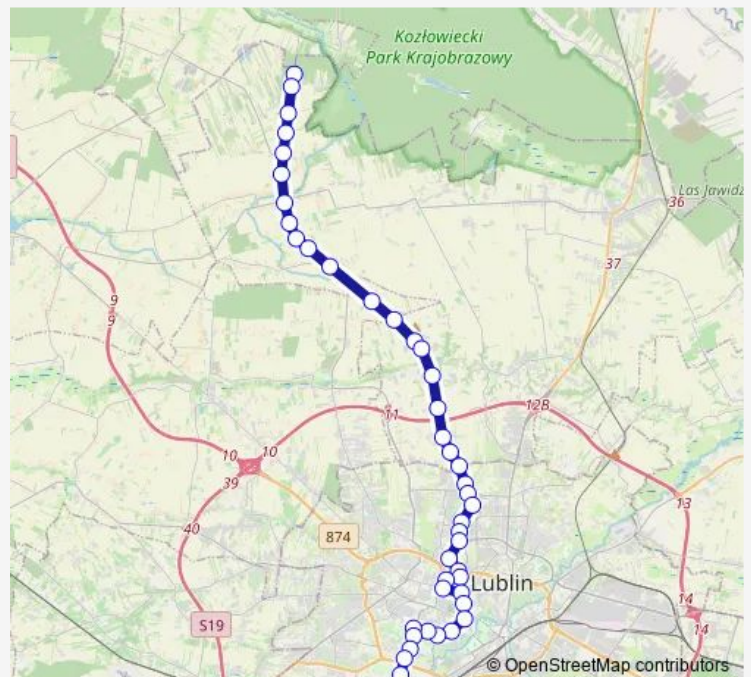 Kozłowiecki
Park Krajobrazowy
Las Jawidz
36
37
9
9
11
12B
10
10
39
13
40
874
Lublin
14
14
S19
© OpenStreetMap contributors